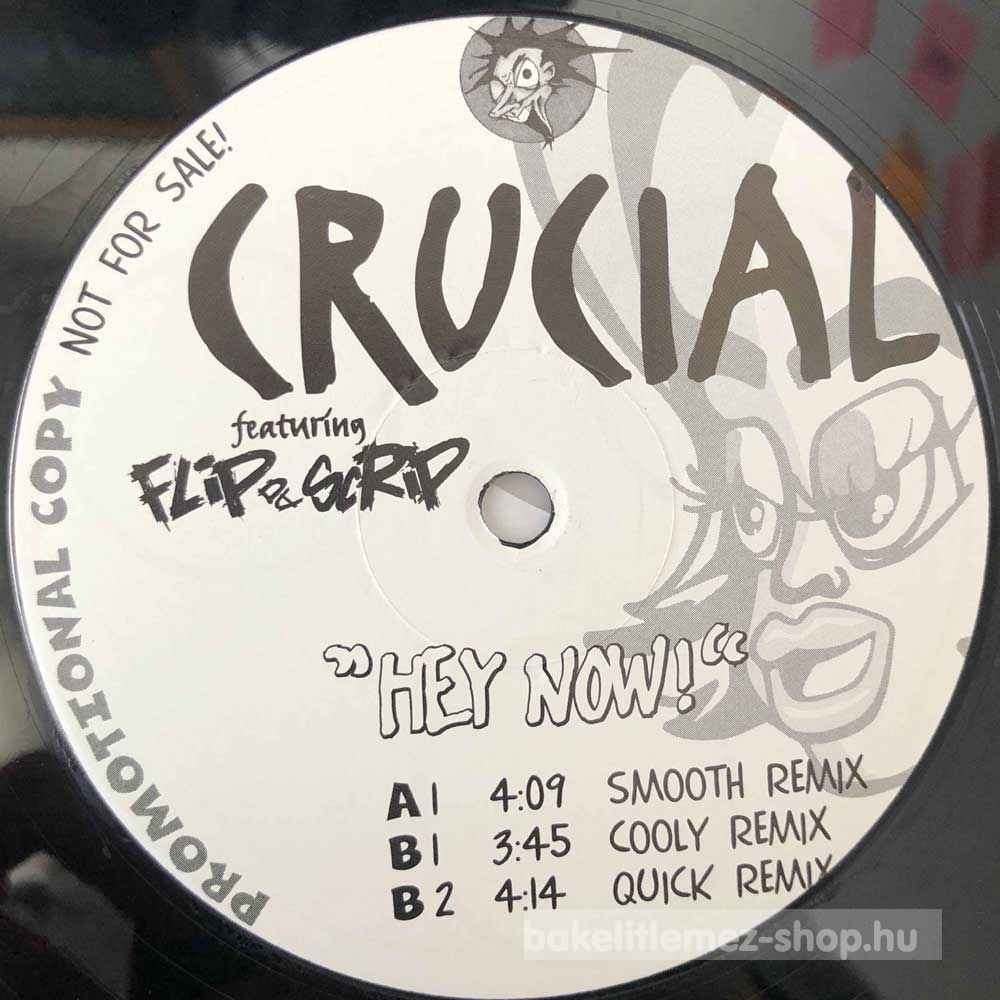 PROMOTIONAL COPY NOT FOR SALE!
CRUCIAL
featuring
FLIP DA SCRIP
"HEY NOW!"
A1 4:09 SMOOTH REMIX
B1 3:45 COOLY REMIX
B2 4:14 QUICK REMIX
bakelitlemez-shop.hu